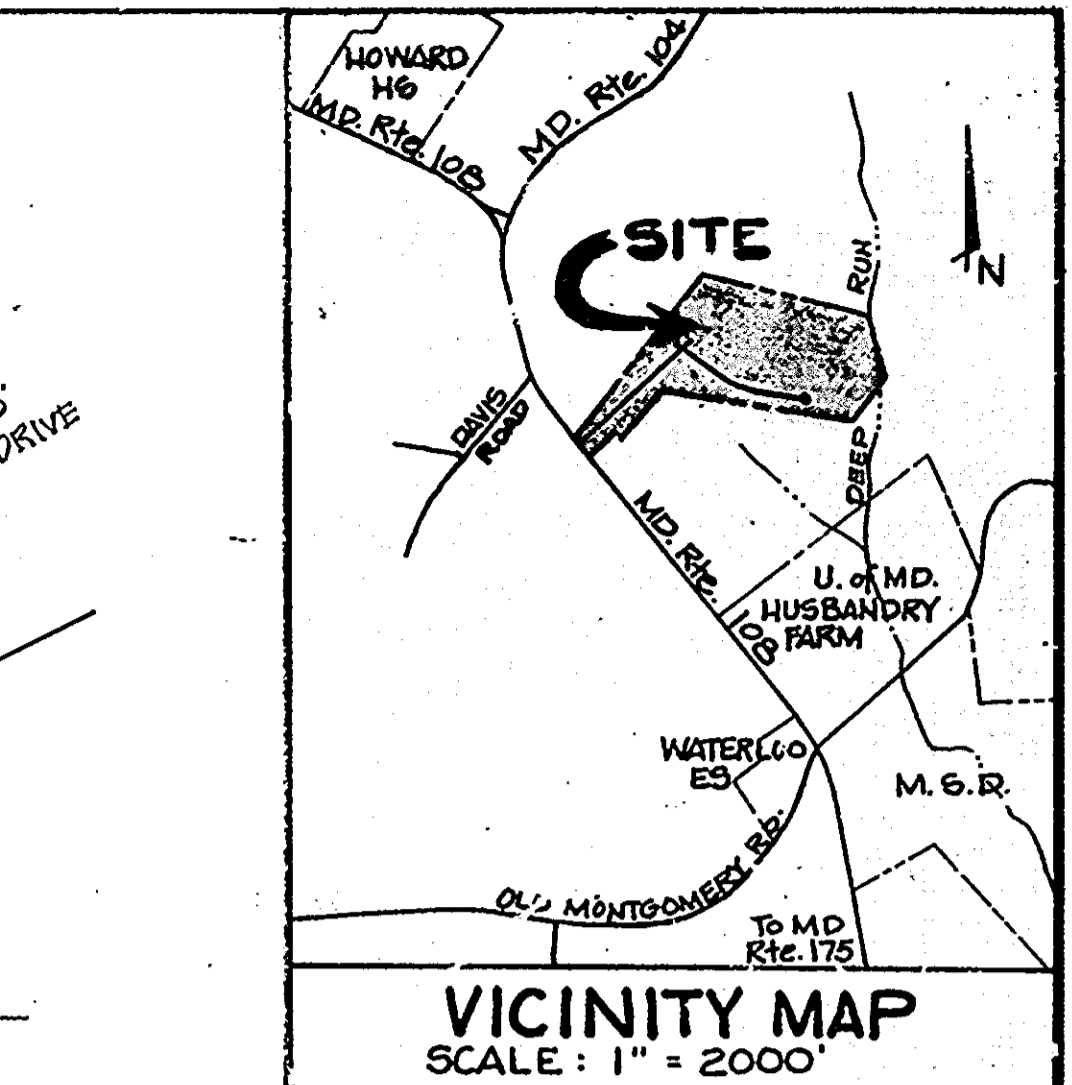 HOWARD
HS
MD. Rte. 108
MD. Rte. 104
SITE
N
DEEP RUN
DRIVE
DAVIS
ROAD
MD. Rte. 108
U. of MD.
HUSBANDRY
FARM
WATERLOO
ES
M.S.R.
OLD MONTGOMERY RD.
To MD
Rte. 175
VICINITY MAP
SCALE : 1" = 2000'